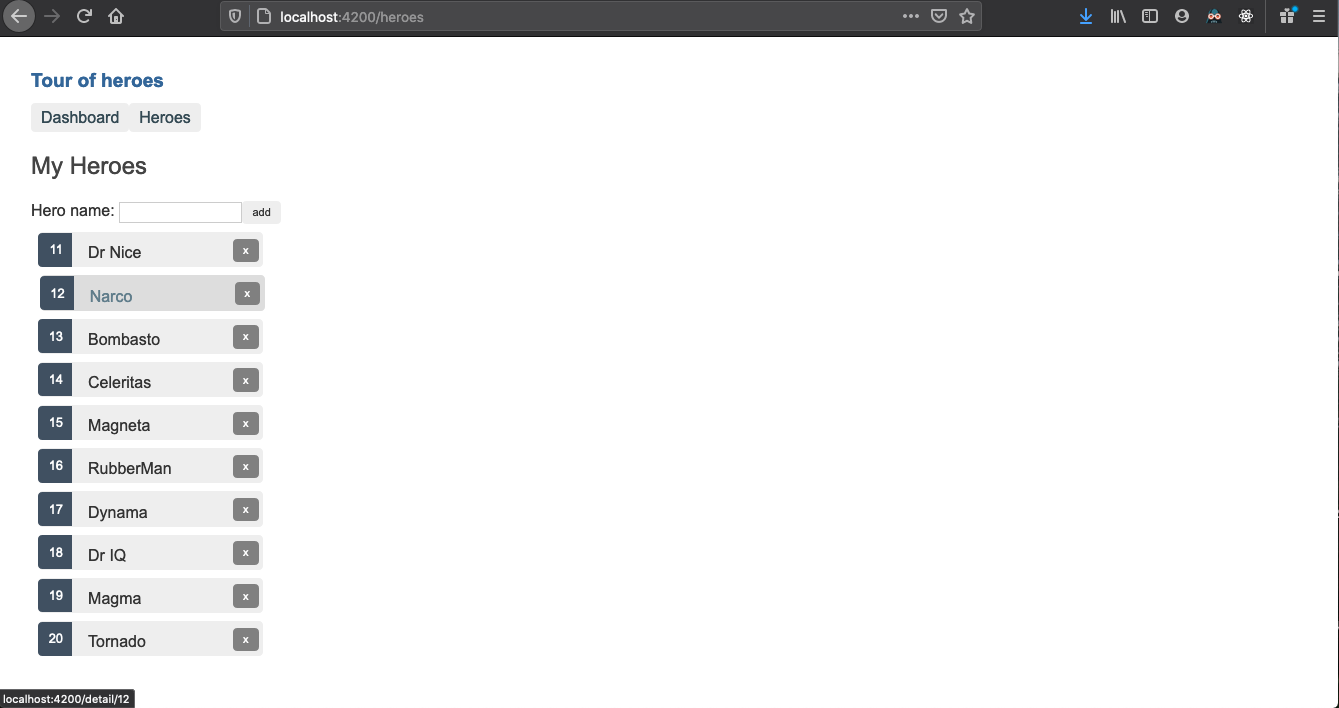 localhost:4200/heroes
Tour of heroes
Dashboard Heroes
My Heroes
Hero name: add
11 Dr Nice x
12 Narco x
13 Bombasto x
14 Celeritas x
15 Magneta x
16 RubberMan x
17 Dynama x
18 Dr IQ x
19 Magma x
20 Tornado x
localhost:4200/detail/12